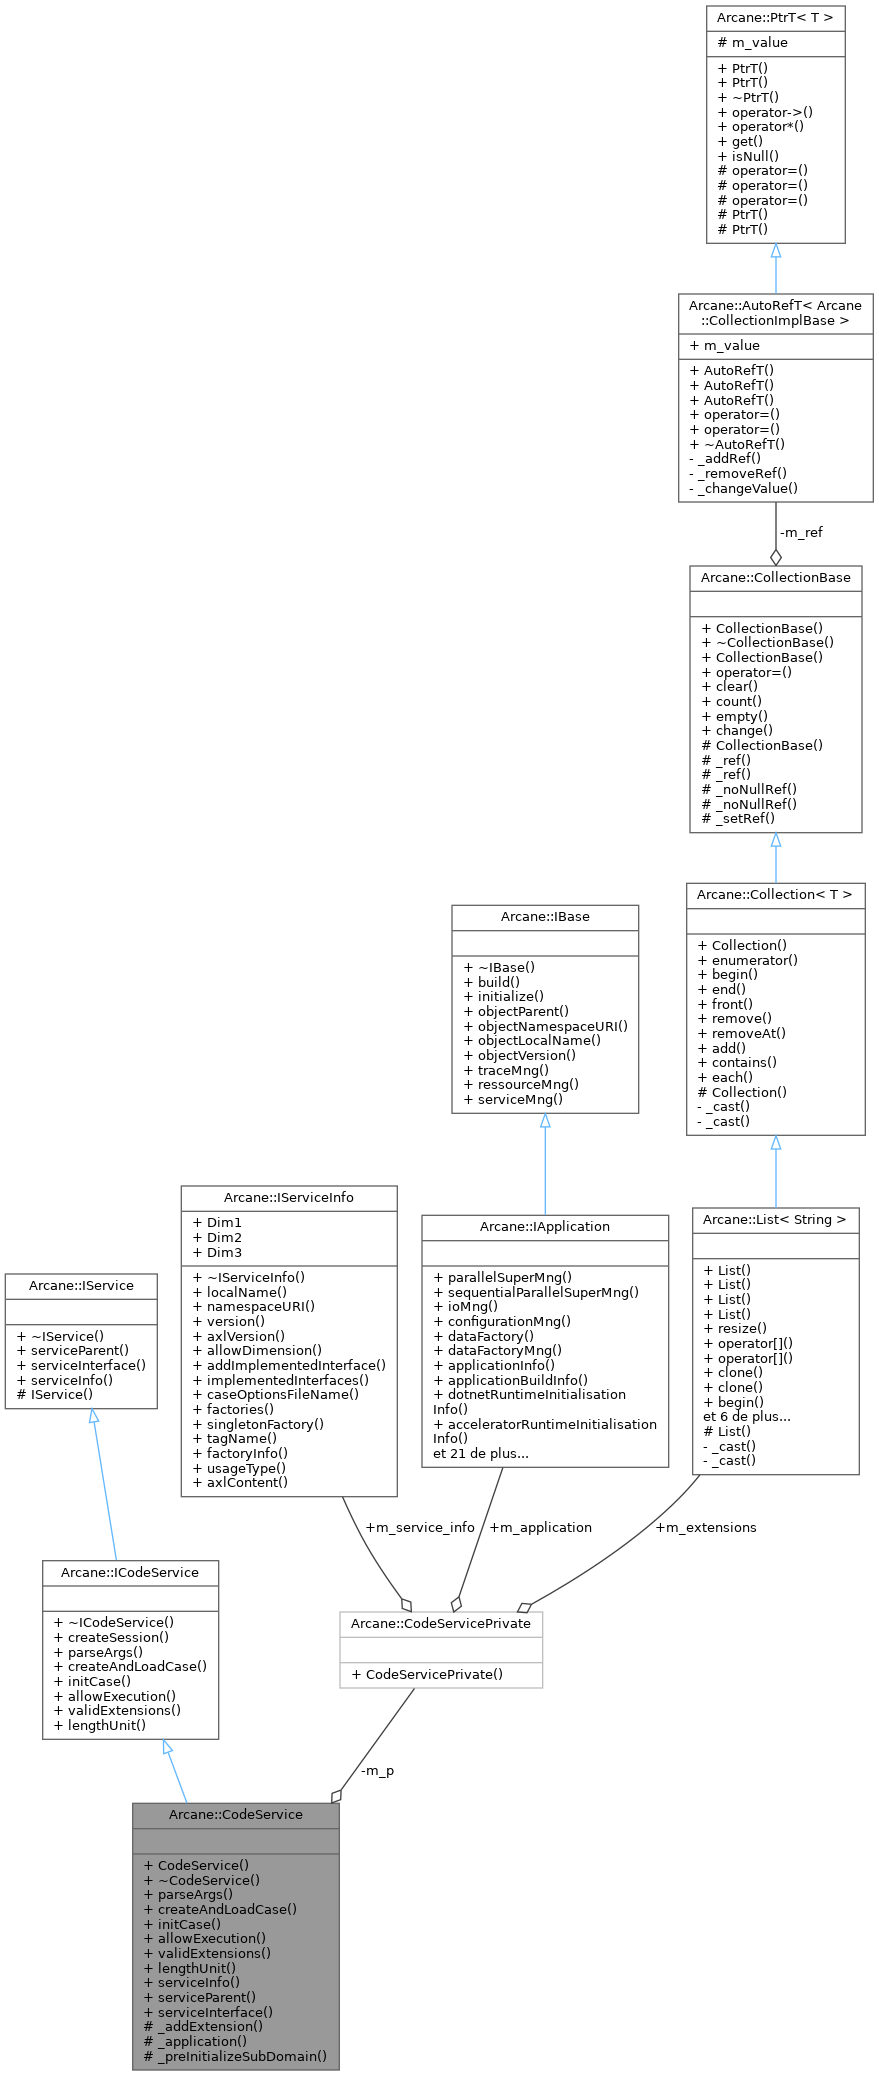 Arcane::PtrT< T >
# m_value
+ PtrT()
+ PtrT()
+ ~PtrT()
+ operator->()
+ operator*()
+ get()
+ isNull()
# operator=()
# operator=()
# operator=()
# PtrT()
# PtrT()
Arcane::AutoRefT< Arcane
::CollectionImplBase >
+ m_value
+ AutoRefT()
+ AutoRefT()
+ AutoRefT()
+ operator=()
+ operator=()
+ ~AutoRefT()
- _addRef()
- _removeRef()
- _changeValue()
-m_ref
Arcane::CollectionBase
+ CollectionBase()
+ ~CollectionBase()
+ CollectionBase()
+ operator=()
+ clear()
+ count()
+ empty()
+ change()
# CollectionBase()
# _ref()
# _ref()
# _noNullRef()
# _noNullRef()
# _setRef()
Arcane::Collection< T >
+ Collection()
+ enumerator()
+ begin()
+ end()
+ front()
+ remove()
+ removeAt()
+ add()
+ contains()
+ each()
# Collection()
- _cast()
- _cast()
Arcane::IBase
+ ~IBase()
+ build()
+ initialize()
+ objectParent()
+ objectNamespaceURI()
+ objectLocalName()
+ objectVersion()
+ traceMng()
+ ressourceMng()
+ serviceMng()
Arcane::IServiceInfo
+ Dim1
+ Dim2
+ Dim3
+ ~IServiceInfo()
+ localName()
+ namespaceURI()
+ version()
+ axlVersion()
+ allowDimension()
+ addImplementedInterface()
+ implementedInterfaces()
+ caseOptionsFileName()
+ factories()
+ singletonFactory()
+ tagName()
+ factoryInfo()
+ usageType()
+ axlContent()
Arcane::IApplication
+ parallelSuperMng()
+ sequentialParallelSuperMng()
+ ioMng()
+ configurationMng()
+ dataFactory()
+ dataFactoryMng()
+ applicationInfo()
+ applicationBuildInfo()
+ dotnetRuntimeInitialisation
Info()
+ acceleratorRuntimeInitialisation
Info()
et 21 de plus...
Arcane::List< String >
+ List()
+ List()
+ List()
+ List()
+ resize()
+ operator[]()
+ operator[]()
+ clone()
+ clone()
+ begin()
et 6 de plus...
# List()
- _cast()
- _cast()
Arcane::IService
+ ~IService()
+ serviceParent()
+ serviceInterface()
+ serviceInfo()
# IService()
+m_service_info
+m_application
+m_extensions
Arcane::ICodeService
+ ~ICodeService()
+ createSession()
+ parseArgs()
+ createAndLoadCase()
+ initCase()
+ allowExecution()
+ validExtensions()
+ lengthUnit()
Arcane::CodeServicePrivate
+ CodeServicePrivate()
-m_p
Arcane::CodeService
+ CodeService()
+ ~CodeService()
+ parseArgs()
+ createAndLoadCase()
+ initCase()
+ allowExecution()
+ validExtensions()
+ lengthUnit()
+ serviceInfo()
+ serviceParent()
+ serviceInterface()
# _addExtension()
# _application()
# _preInitializeSubDomain()